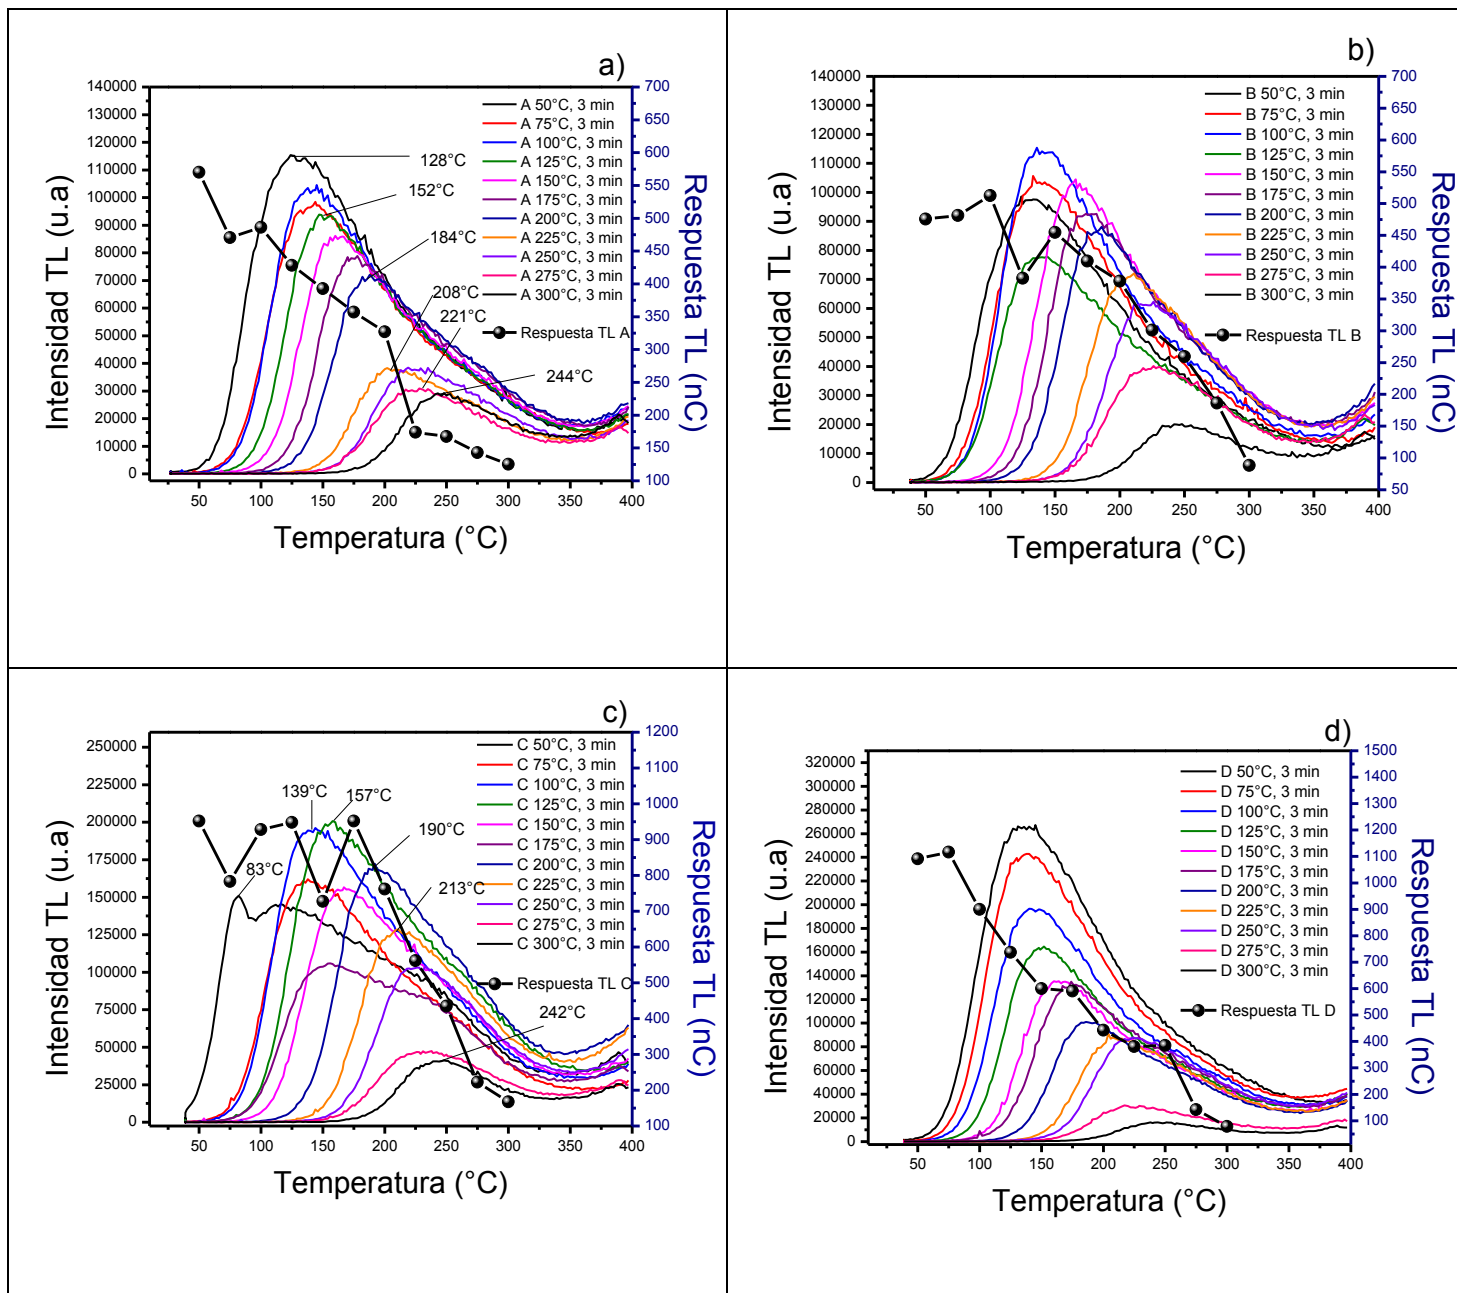 a)
140000
130000
120000
110000
100000
90000
80000
70000
60000
50000
40000
30000
20000
10000
0
Intensidad TL (u.a)
50 100 150 200 250 300 350 400
Temperatura (°C)
700
650
600
550
500
450
400
350
300
250
200
150
100
Respuesta TL (nC)
A 50°C, 3 min
A 75°C, 3 min
A 100°C, 3 min
A 125°C, 3 min
A 150°C, 3 min
A 175°C, 3 min
A 200°C, 3 min
A 225°C, 3 min
A 250°C, 3 min
A 275°C, 3 min
A 300°C, 3 min
Respuesta TL A
128°C
152°C
184°C
208°C
221°C
244°C
b)
140000
130000
120000
110000
100000
90000
80000
70000
60000
50000
40000
30000
20000
10000
0
Intensidad TL (u.a)
50 100 150 200 250 300 350 400
Temperatura (°C)
700
650
600
550
500
450
400
350
300
250
200
150
100
50
Respuesta TL (nC)
B 50°C, 3 min
B 75°C, 3 min
B 100°C, 3 min
B 125°C, 3 min
B 150°C, 3 min
B 175°C, 3 min
B 200°C, 3 min
B 225°C, 3 min
B 250°C, 3 min
B 275°C, 3 min
B 300°C, 3 min
Respuesta TL B
c)
250000
225000
200000
175000
150000
125000
100000
75000
50000
25000
0
Intensidad TL (u.a)
50 100 150 200 250 300 350 400
Temperatura (°C)
1200
1100
1000
900
800
700
600
500
400
300
200
100
Respuesta TL (nC)
C 50°C, 3 min
C 75°C, 3 min
C 100°C, 3 min
C 125°C, 3 min
C 150°C, 3 min
C 175°C, 3 min
C 200°C, 3 min
C 225°C, 3 min
C 250°C, 3 min
C 275°C, 3 min
C 300°C, 3 min
Respuesta TL C
83°C
139°C
157°C
190°C
213°C
242°C
d)
320000
300000
280000
260000
240000
220000
200000
180000
160000
140000
120000
100000
80000
60000
40000
20000
0
Intensidad TL (u.a)
50 100 150 200 250 300 350 400
Temperatura (°C)
1500
1400
1300
1200
1100
1000
900
800
700
600
500
400
300
200
100
Respuesta TL (nC)
D 50°C, 3 min
D 75°C, 3 min
D 100°C, 3 min
D 125°C, 3 min
D 150°C, 3 min
D 175°C, 3 min
D 200°C, 3 min
D 225°C, 3 min
D 250°C, 3 min
D 275°C, 3 min
D 300°C, 3 min
Respuesta TL D